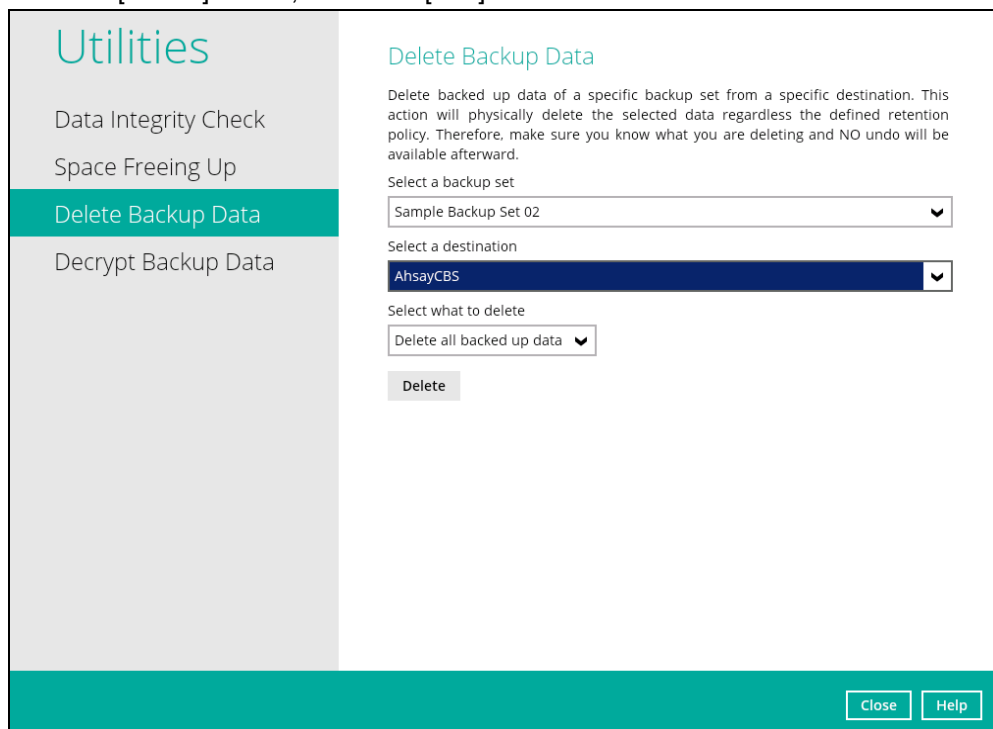 Utilities
Data Integrity Check
Space Freeing Up
Delete Backup Data
Decrypt Backup Data
Delete Backup Data
Delete backed up data of a specific backup set from a specific destination. This
action will physically delete the selected data regardless the defined retention
policy. Therefore, make sure you know what you are deleting and NO undo will be
available afterward.
Select a backup set
Sample Backup Set 02
Select a destination
AhsayCBS
Select what to delete
Delete all backed up data
Delete
Close
Help